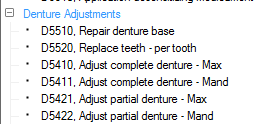 Denture Adjustments
D5510, Repair denture base
D5520, Replace teeth - per tooth
D5410, Adjust complete denture - Max
D5411, Adjust complete denture - Mand
D5421, Adjust partial denture - Max
D5422, Adjust partial denture - Mand